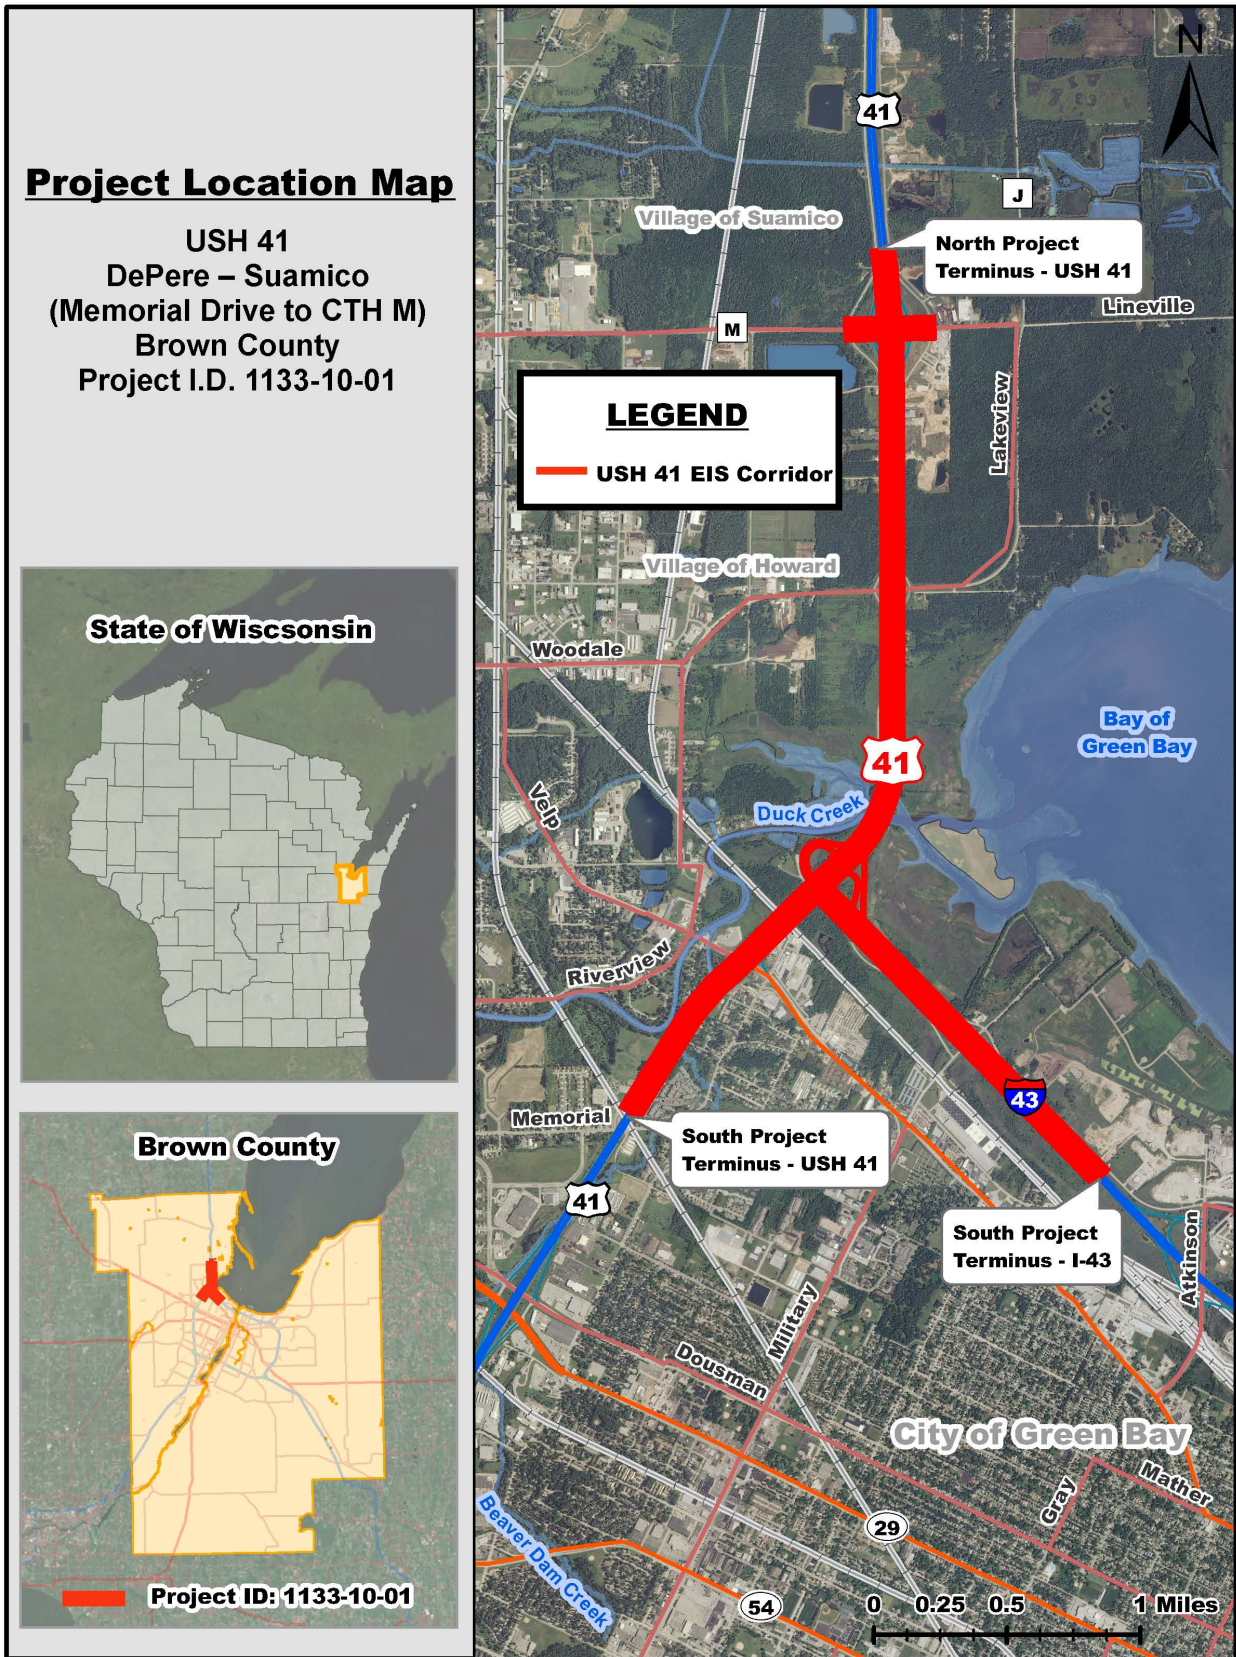 Project Location Map
USH 41
DePere – Suamico
(Memorial Drive to CTH M)
Brown County
Project I.D. 1133-10-01
State of Wiscsonsin
Brown County
Project ID: 1133-10-01
N
41
J
Village of Suamico
North Project
Terminus - USH 41
Lineville
M
LEGEND
USH 41 EIS Corridor
Lakeview
Village of Howard
Woodale
Bay of
Green Bay
41
Velp
Duck Creek
Riverview
43
Memorial
South Project
Terminus - USH 41
41
South Project
Terminus - I-43
Atkinson
Military
Dousman
City of Green Bay
Gray
Mather
Beaver Dam Creek
29
54
0 0.25 0.5 1 Miles